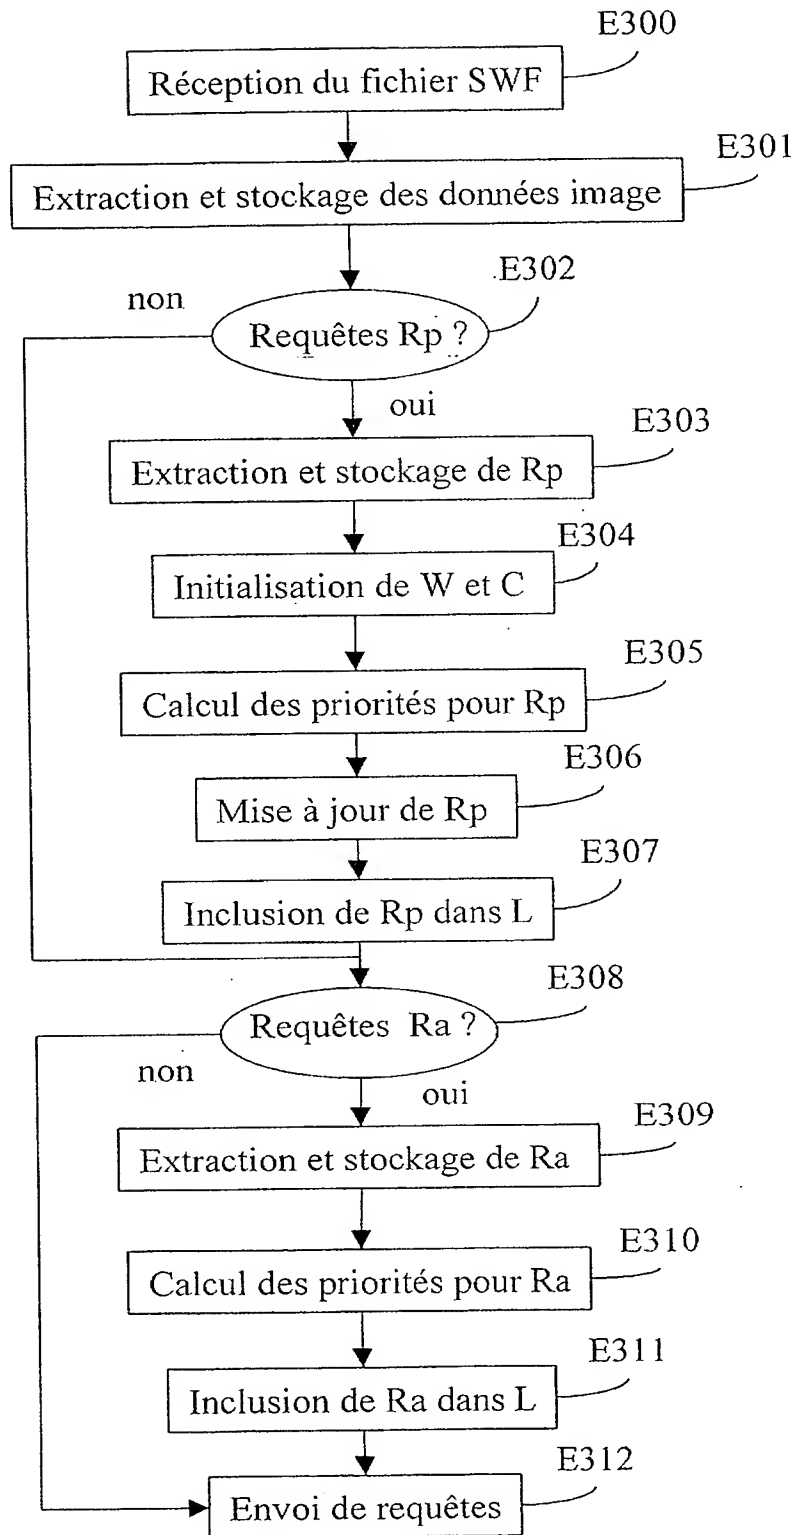 E300
Réception du fichier SWF
E301
Extraction et stockage des données image
E302
non
Requêtes Rp ?
oui
E303
Extraction et stockage de Rp
E304
Initialisation de W et C
E305
Calcul des priorités pour Rp
E306
Mise à jour de Rp
E307
Inclusion de Rp dans L
E308
Requêtes Ra ?
non
oui
E309
Extraction et stockage de Ra
E310
Calcul des priorités pour Ra
E311
Inclusion de Ra dans L
E312
Envoi de requêtes